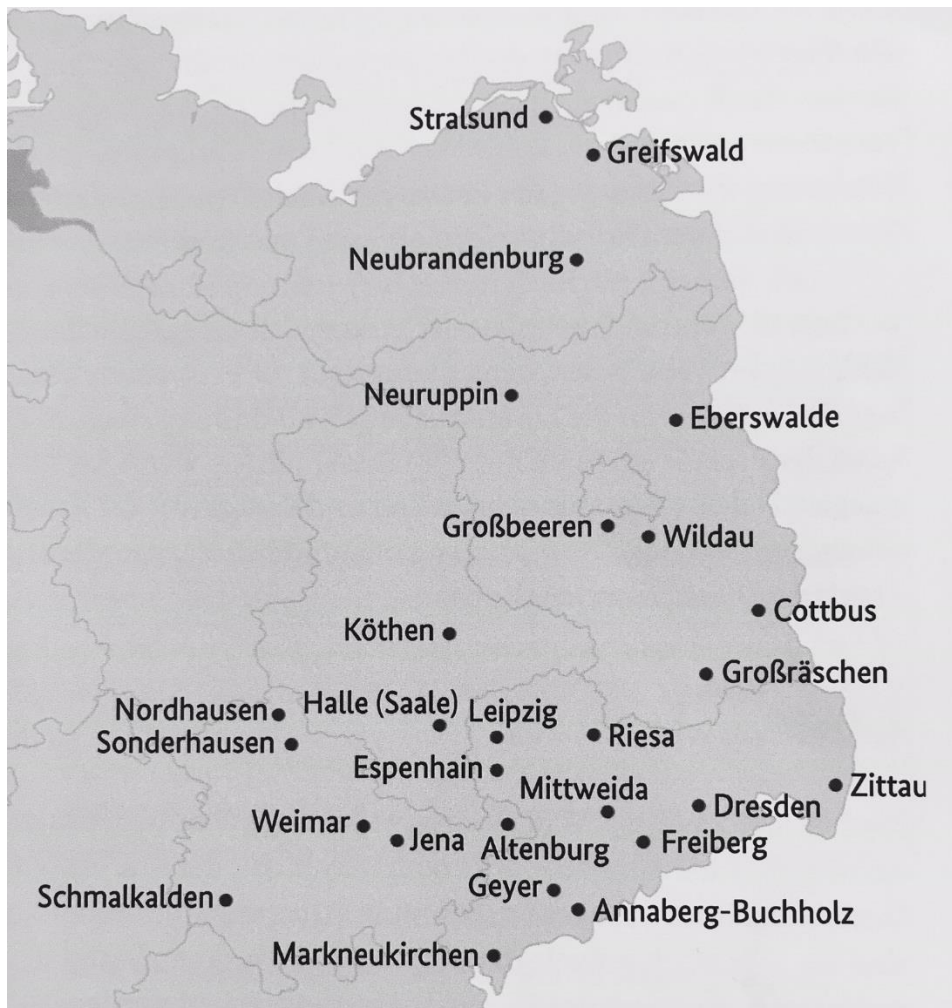 Stralsund
Greifswald
Neubrandenburg
Neuruppin
Eberswalde
Großbeeren
Wildau
Cottbus
Köthen
Großräschen
Nordhausen
Halle (Saale)
Leipzig
Sonderhausen
Riesa
Espenhain
Mittweida
Zittau
Dresden
Weimar
Jena
Altenburg
Freiberg
Schmalkalden
Geyer
Annaberg-Buchholz
Markneukirchen